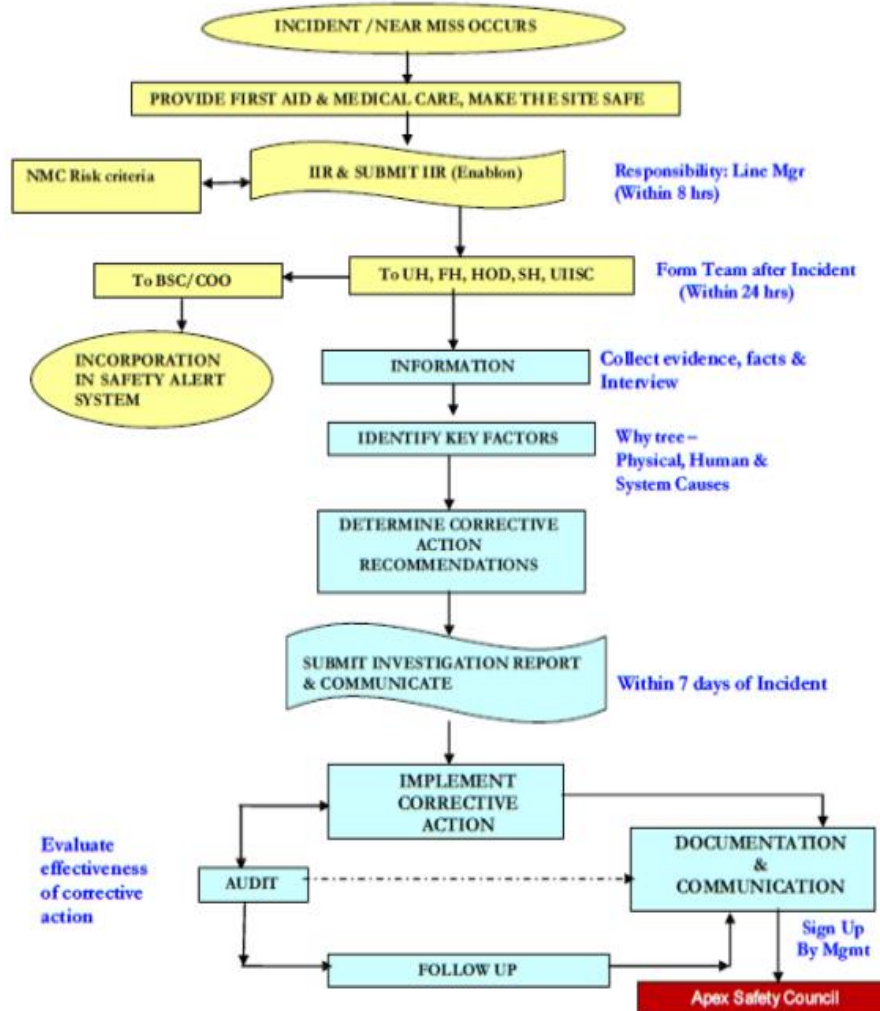 INCIDENT / NEAR MISS OCCURS
PROVIDE FIRST AID & MEDICAL CARE, MAKE THE SITE SAFE
NMC Risk criteria
IIR & SUBMIT IIR (Enablon)
Responsibility: Line Mgr
(Within 8 hrs)
To BSC/COO
To UH, FH, HOD, SH, UIISC
Form Team after Incident
(Within 24 hrs)
INCORPORATION
IN SAFETY ALERT
SYSTEM
INFORMATION
Collect evidence, facts &
Interview
IDENTIFY KEY FACTORS
Why tree –
Physical, Human &
System Causes
DETERMINE CORRECTIVE
ACTION
RECOMMENDATIONS
SUBMIT INVESTIGATION REPORT
& COMMUNICATE
Within 7 days of Incident
IMPLEMENT
CORRECTIVE
ACTION
Evaluate
effectiveness
of corrective
action
AUDIT
DOCUMENTATION
&
COMMUNICATION
Sign Up
By Mgmt
FOLLOW UP
Apex Safety Council